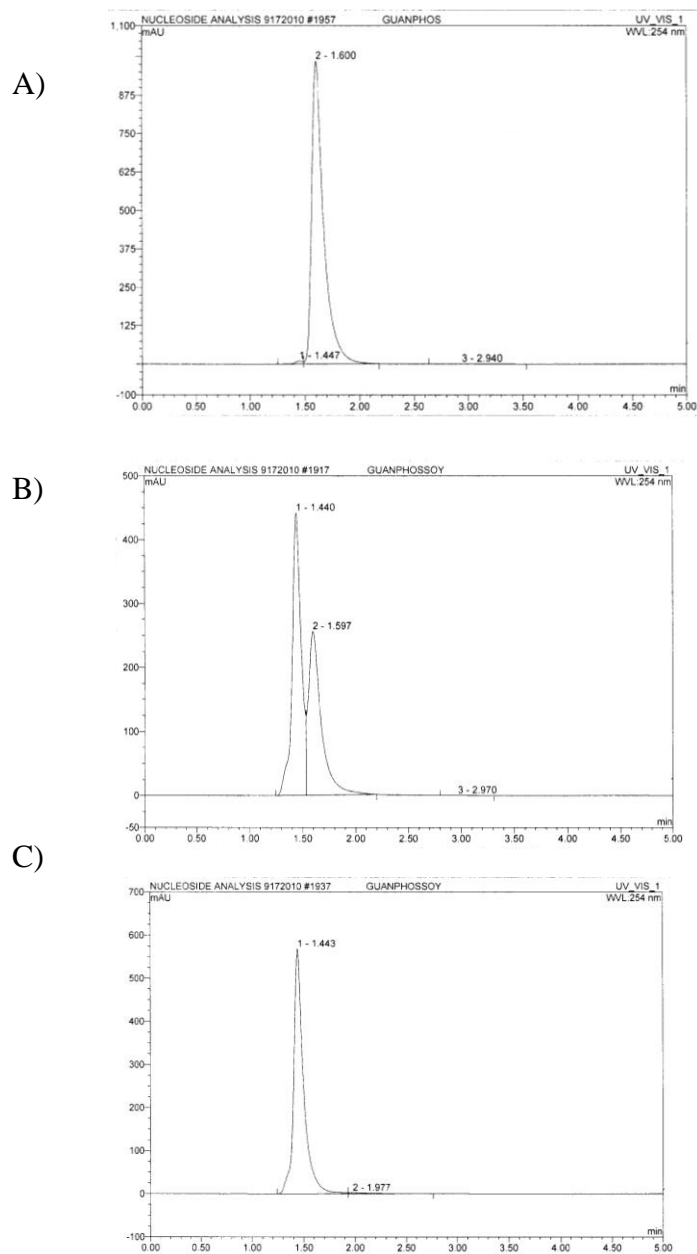 A)
NUCLEOSIDE ANALYSIS 9172010 #1957 GUANPHOS UV_VIS_1
1,100
mAU WVL:254 nm
2 - 1.600
875
750
625
500
375
250
125
1 - 1.447 3 - 2.940
-100
min
0.00 0.50 1.00 1.50 2.00 2.50 3.00 3.50 4.00 4.50 5.00
B)
NUCLEOSIDE ANALYSIS 9172010 #1917 GUANPHOSSOY UV_VIS_1
500
mAU WVL:254 nm
1 - 1.440
400
300
2 - 1.597
200
100
3 - 2.970
0
-50
min
0.00 0.50 1.00 1.50 2.00 2.50 3.00 3.50 4.00 4.50 5.00
C)
NUCLEOSIDE ANALYSIS 9172010 #1937 GUANPHOSSOY UV_VIS_1
700
mAU WVL:254 nm
600
1 - 1.443
500
400
300
200
100
2 - 1.977
0
-100
min
0.00 0.50 1.00 1.50 2.00 2.50 3.00 3.50 4.00 4.50 5.00